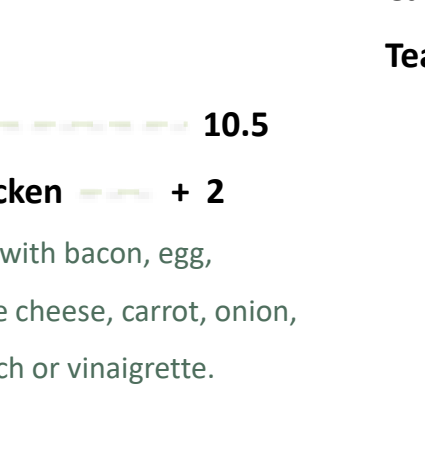 Tea
10.5
cken + 2
with bacon, egg,
e cheese, carrot, onion,
ch or vinaigrette.